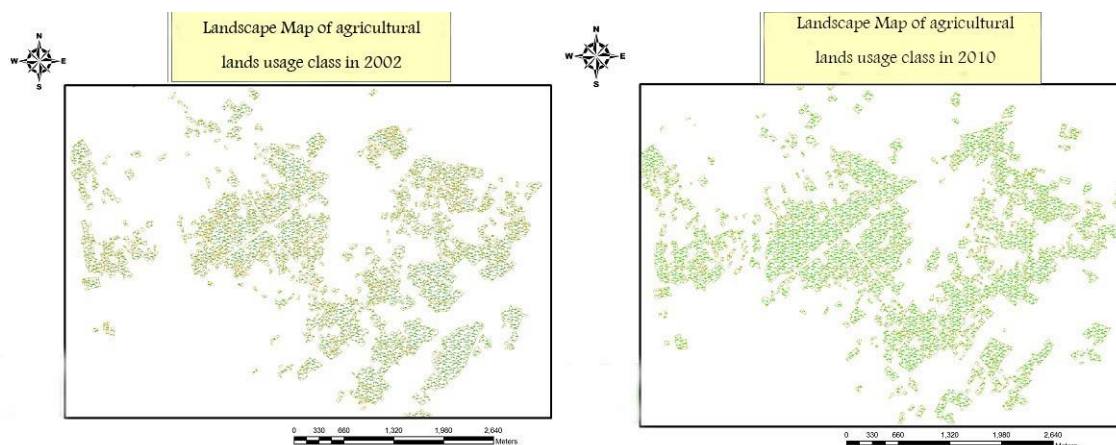 Landscape Map of agricultural
lands usage class in 2002
N
W E
S
0 330 660 1,320 1,980 2,640
Meters
Landscape Map of agricultural
lands usage class in 2010
N
W E
S
0 330 660 1,320 1,980 2,640
Meters